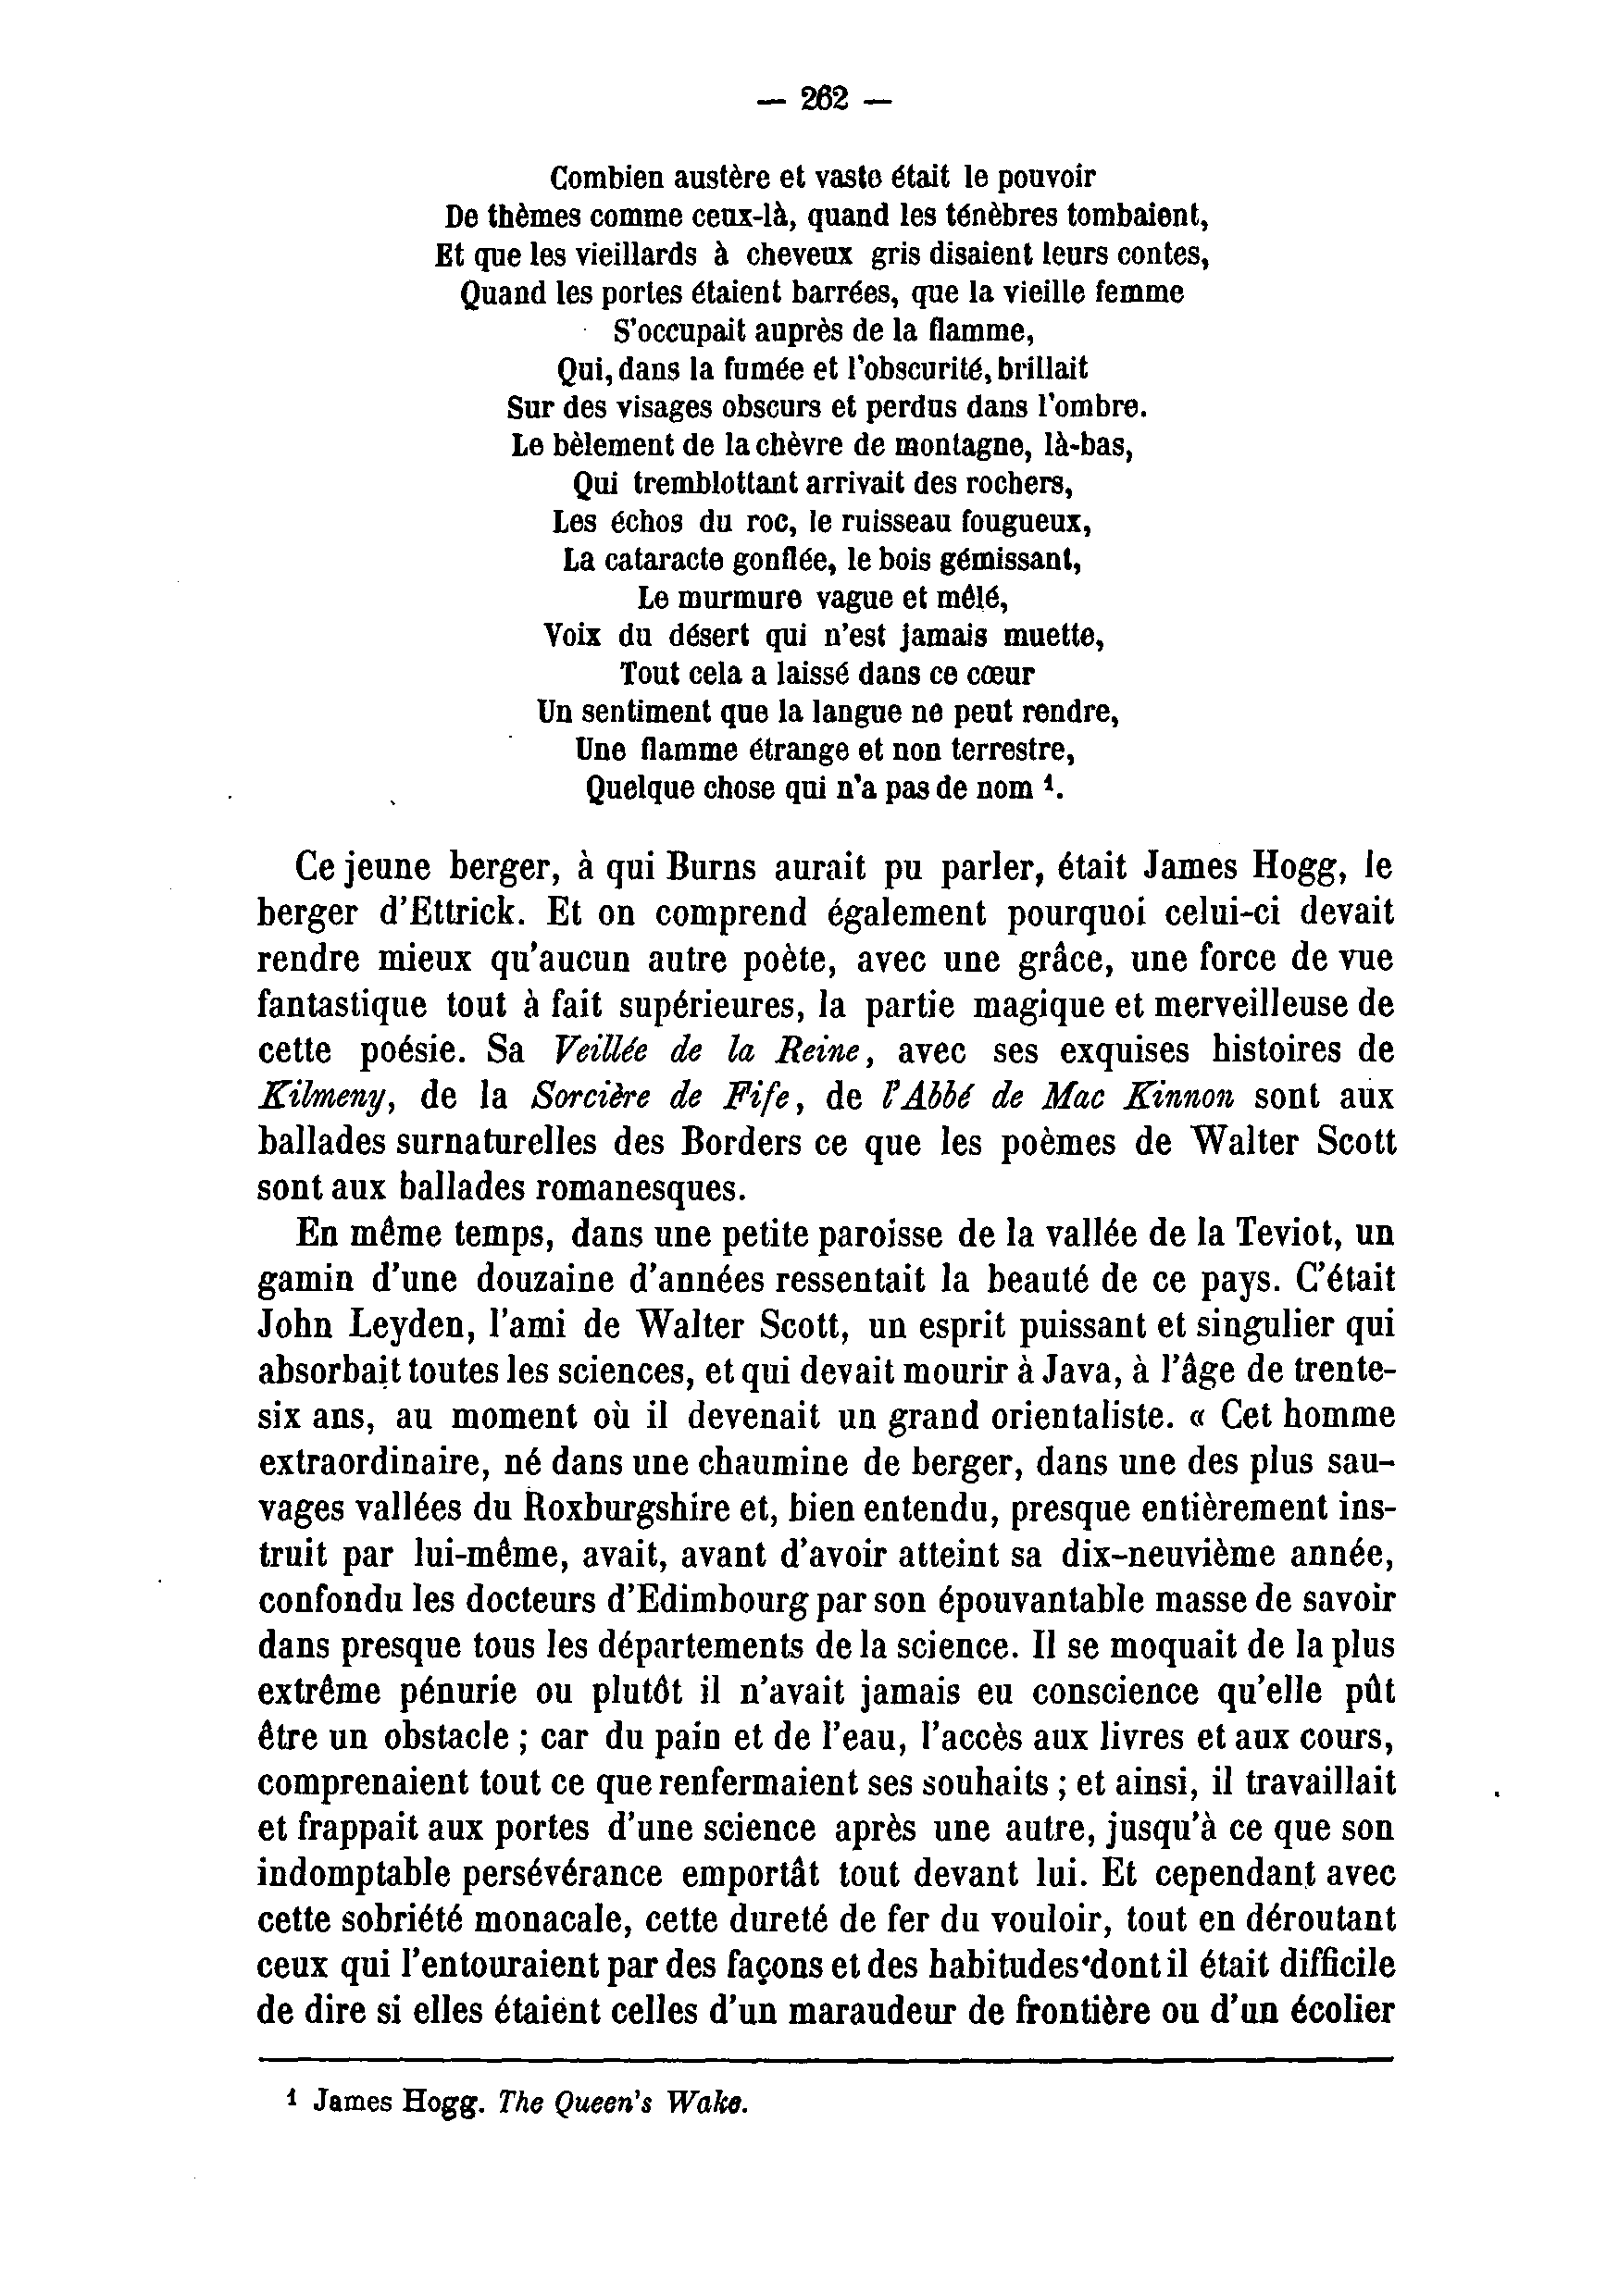 — 262 —
Combien austère et vaste était le pouvoir
De thèmes comme ceux-là, quand les ténèbres tombaient,
Et que les vieillards à cheveux gris disaient leurs contes,
Quand les portes étaient barrées, que la vieille femme
S'occupait auprès de la flamme,
Qui, dans la fumée et l'obscurité, brillait
Sur des visages obscurs et perdus dans l'ombre.
Le bèlement de la chèvre de montagne, là-bas,
Qui tremblottant arrivait des rochers,
Les échos du roc, le ruisseau fougueux,
La cataracte gonflée, le bois gémissant,
Le murmure vague et mêlé,
Voix du désert qui n'est jamais muette,
Tout cela a laissé dans ce cœur
Un sentiment que la langue ne peut rendre,
Une flamme étrange et non terrestre,
Quelque chose qui n'a pas de nom ¹.
Ce jeune berger, à qui Burns aurait pu parler, était James Hogg, le
berger d'Ettrick. Et on comprend également pourquoi celui-ci devait
rendre mieux qu'aucun autre poète, avec une grâce, une force de vue
fantastique tout à fait supérieures, la partie magique et merveilleuse de
cette poésie. Sa Veillée de la Reine, avec ses exquises histoires de
Kilmeny, de la Sorcière de Fife, de l'Abbé de Mac Kinnon sont aux
ballades surnaturelles des Borders ce que les poèmes de Walter Scott
sont aux ballades romanesques.
En même temps, dans une petite paroisse de la vallée de la Teviot, un
gamin d'une douzaine d'années ressentait la beauté de ce pays. C'était
John Leyden, l'ami de Walter Scott, un esprit puissant et singulier qui
absorbait toutes les sciences, et qui devait mourir à Java, à l'âge de trente-
six ans, au moment où il devenait un grand orientaliste. « Cet homme
extraordinaire, né dans une chaumine de berger, dans une des plus sau-
vages vallées du Roxburgshire et, bien entendu, presque entièrement ins-
truit par lui-même, avait, avant d'avoir atteint sa dix-neuvième année,
confondu les docteurs d'Edimbourg par son épouvantable masse de savoir
dans presque tous les départements de la science. Il se moquait de la plus
extrême pénurie ou plutôt il n'avait jamais eu conscience qu'elle pût
être un obstacle ; car du pain et de l'eau, l'accès aux livres et aux cours,
comprenaient tout ce que renfermaient ses souhaits ; et ainsi, il travaillait
et frappait aux portes d'une science après une autre, jusqu'à ce que son
indomptable persévérance emportât tout devant lui. Et cependant avec
cette sobriété monacale, cette dureté de fer du vouloir, tout en déroutant
ceux qui l'entouraient par des façons et des habitudes dont il était difficile
de dire si elles étaient celles d'un maraudeur de frontière ou d'un écolier
¹ James Hogg. The Queen's Wake.